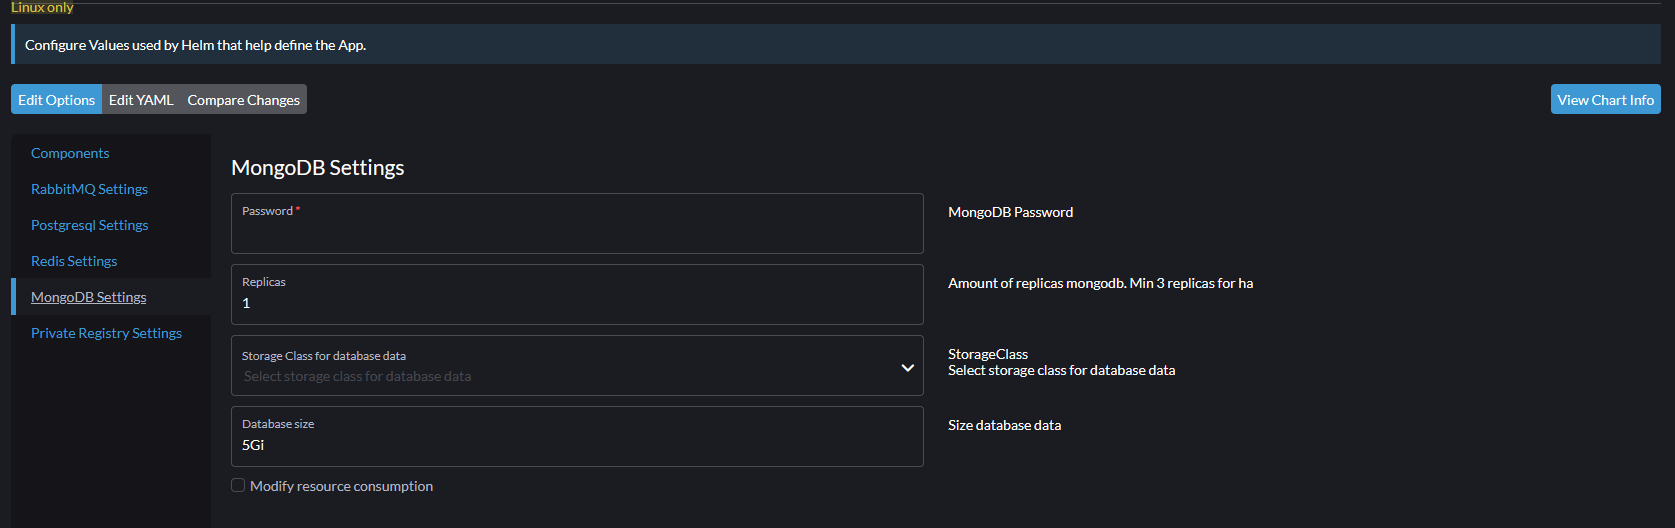 Linux only
Configure Values used by Helm that help define the App.
Edit Options Edit YAML Compare Changes View Chart Info
Components
RabbitMQ Settings
Postgresql Settings
Redis Settings
MongoDB Settings
Private Registry Settings
MongoDB Settings
Password *
MongoDB Password
Replicas
1
Amount of replicas mongodb. Min 3 replicas for ha
Storage Class for database data
Select storage class for database data
StorageClass
Select storage class for database data
Database size
5Gi
Size database data
Modify resource consumption